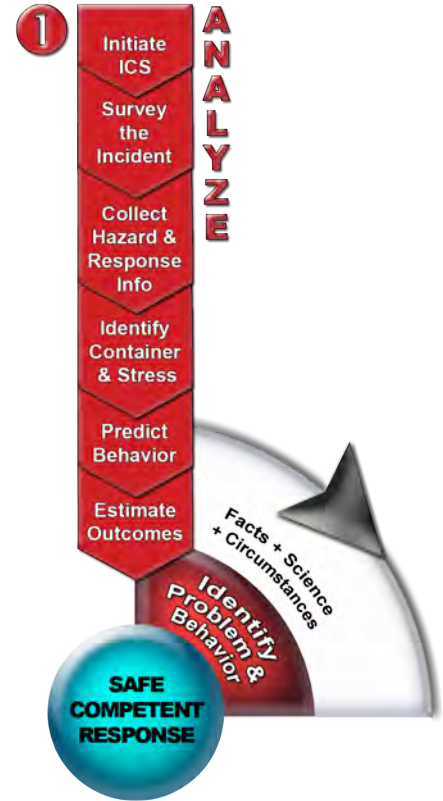 1
ANALYZE
Initiate
ICS
Survey
the
Incident
Collect
Hazard &
Response
Info
Identify
Container
& Stress
Predict
Behavior
Estimate
Outcomes
Facts + Science
+ Circumstances
Identify
Problem &
Behavior
SAFE
COMPETENT
RESPONSE